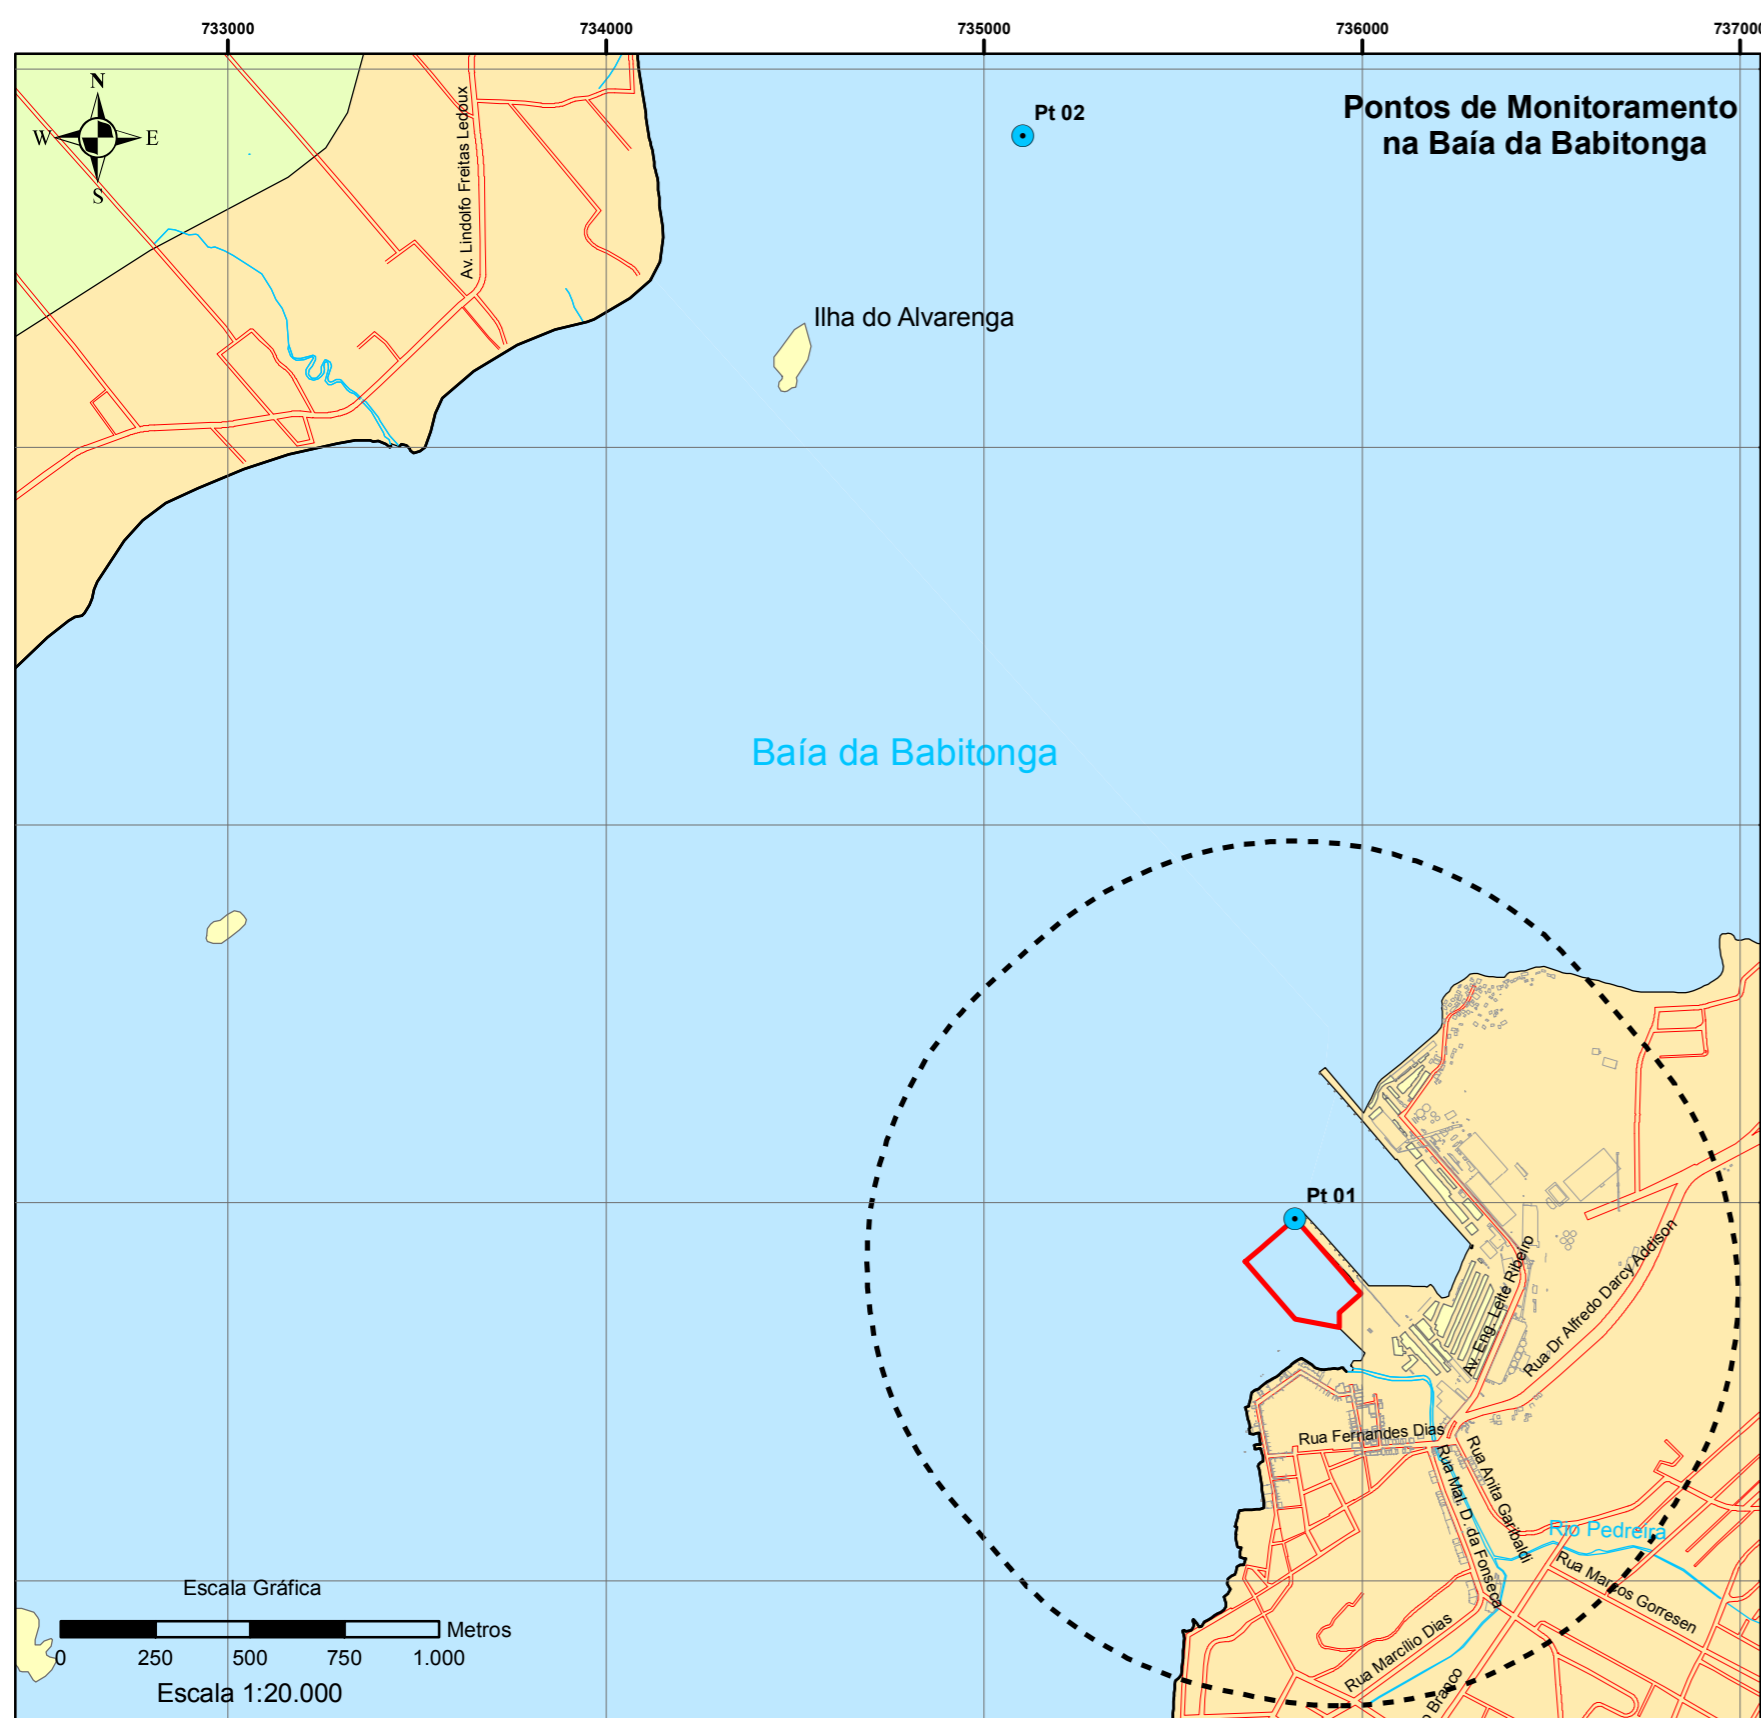 733000
734000
735000
736000
N
W
E
S
Pontos de Monitoramento
na Baía da Babitonga
Pt 02
Av. Lindolfo Freitas Ledoux
Ilha do Alvarenga
Baía da Babitonga
Pt 01
Av. Eng. Leite Ribeiro
Rua Dr Alfredo Darcy Addison
Rua Fernandes Dias
Rua Mal. D. da Fonseca
Rua Anita Garibaldi
Rio Pedreira
Rua Marcos Gorresen
Rua Marcílio Dias
Branco
Escala Gráfica
Metros
0 250 500 750 1.000
Escala 1:20.000